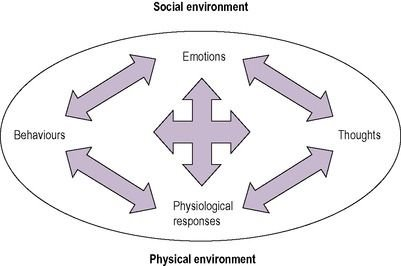 Social environment
Emotions
Behaviours
Thoughts
Physiological
responses
Physical environment